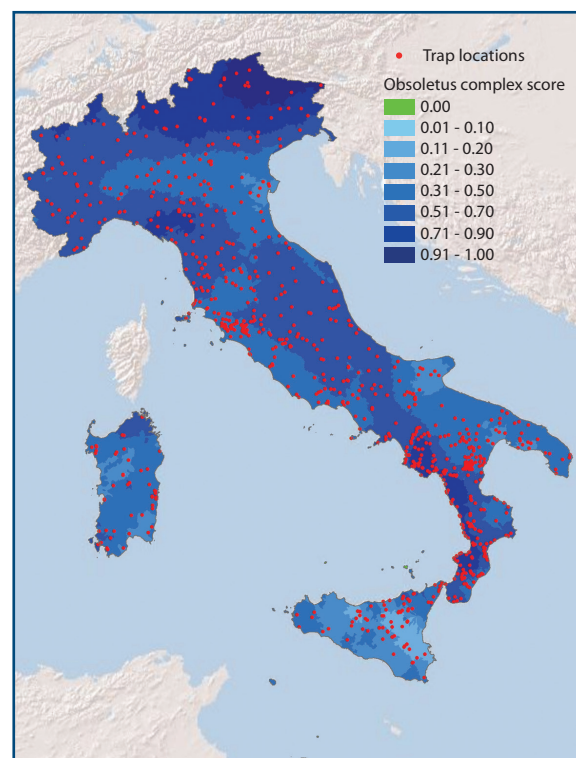 Trap locations
Obsoletus complex score
0.00
0.01 - 0.10
0.11 - 0.20
0.21 - 0.30
0.31 - 0.50
0.51 - 0.70
0.71 - 0.90
0.91 - 1.00